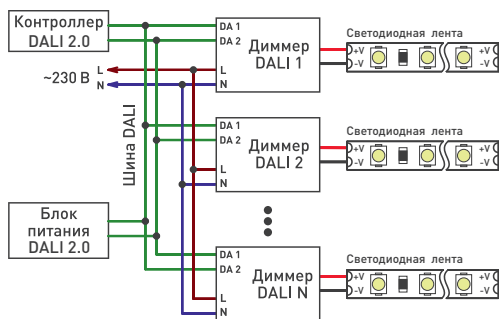 Контроллер
DALI 2.0
~230 В
L
N
Шина DALI
Блок
питания
DALI 2.0
DA 1
DA 2
L
N
Диммер
DALI 1
Светодиодная лента
+V
-V
+V
-V
DA 1
DA 2
L
N
Диммер
DALI 2
Светодиодная лента
+V
-V
+V
-V
DA 1
DA 2
L
N
Диммер
DALI N
Светодиодная лента
+V
-V
+V
-V